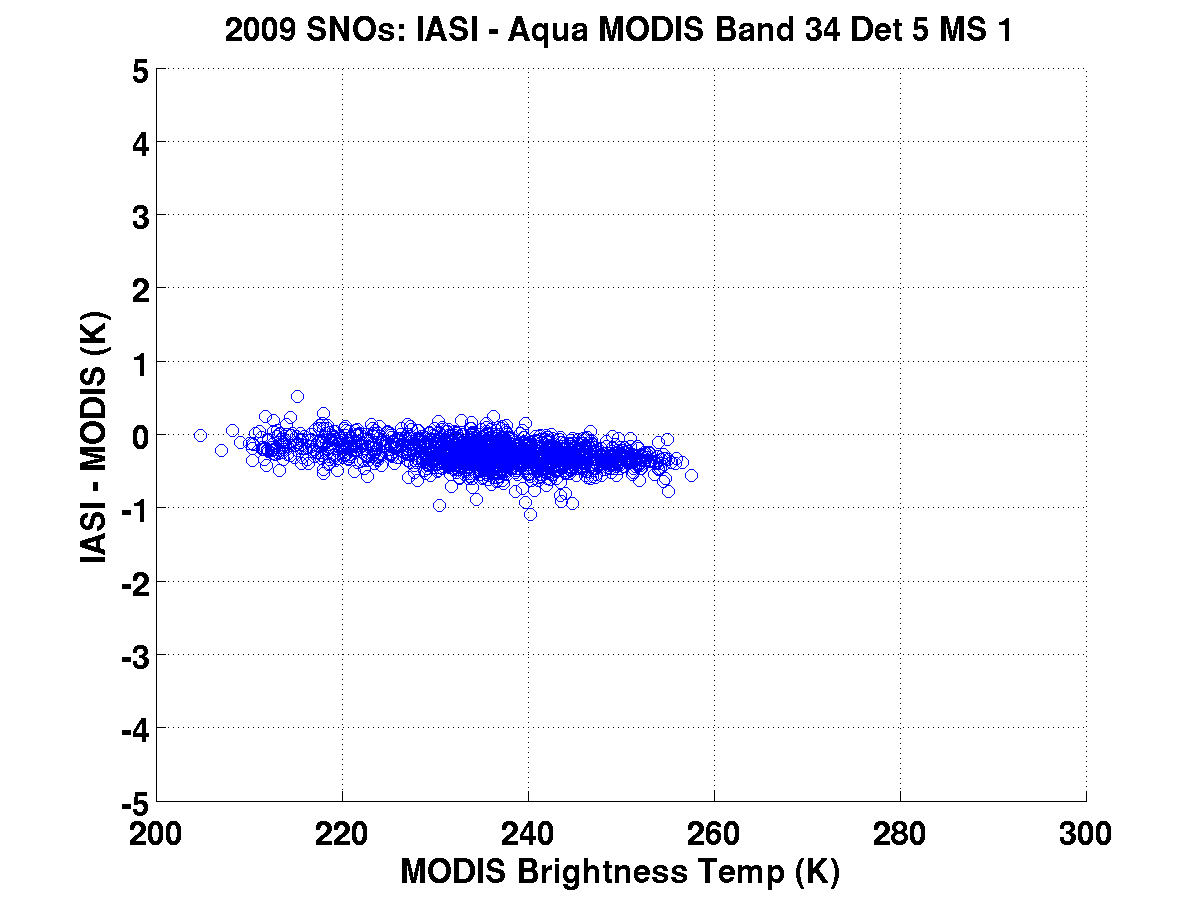 2009 SNOs: IASI - Aqua MODIS Band 34 Det 5 MS 1
5
4
3
2
1
0
-1
-2
-3
-4
-5
IASI - MODIS (K)
200 220 240 260 280 300
MODIS Brightness Temp (K)